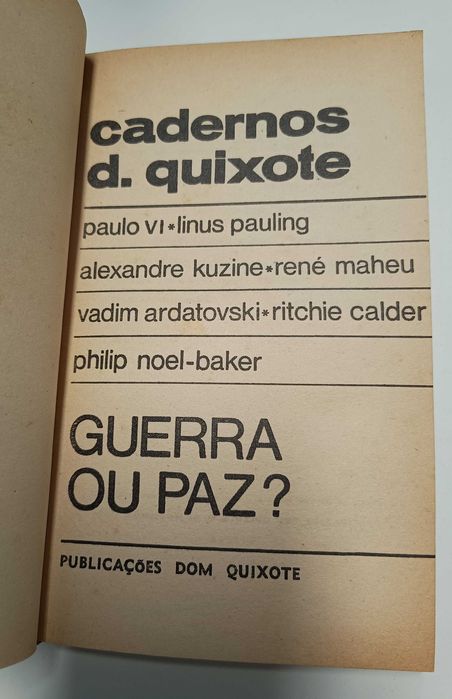 cadernos
d. quixote
paulo VI*linus pauling
alexandre kuzine*rené maheu
vadim ardatovski*ritchie calder
philip noel-baker
GUERRA
OU PAZ?
PUBLICAÇÕES DOM QUIXOTE